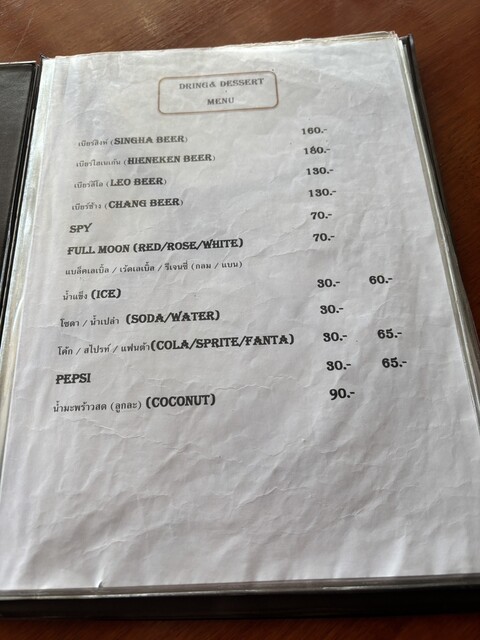 DRING& DESSERT
MENU
เบียร์สิงห์ (SINGHA BEER) 160.-
เบียร์ไฮเนเก้น (HIENEKEN BEER) 180.-
เบียร์ลีโอ (LEO BEER) 130.-
เบียร์ช้าง (CHANG BEER) 130.-
SPY 70.-
FULL MOON (RED/ROSE/WHITE) 70.-
แบล็คเลเบิ้ล / เร้ดเลเบิ้ล / รีเจนซี่ (กลม / แบน)
น้ำแข็ง (ICE) 30.- 60.-
โซดา / น้ำเปล่า (SODA/WATER) 30.-
โค้ก / สไปรท์ / แฟนต้า(COLA/SPRITE/FANTA) 30.- 65.-
PEPSI 30.- 65.-
น้ำมะพร้าวสด (ลูกละ) (COCONUT) 90.-